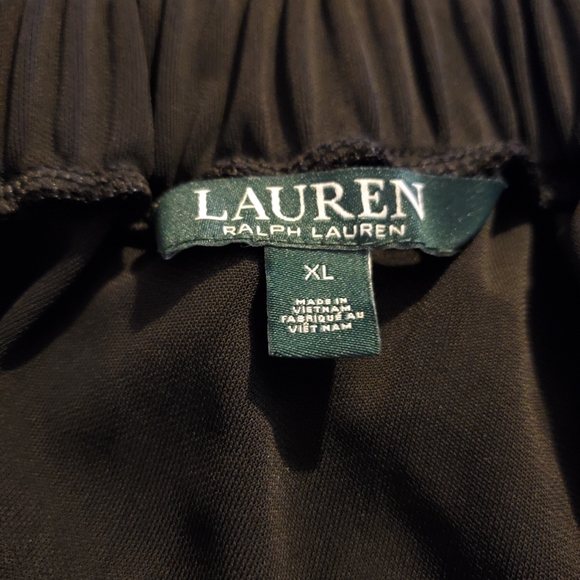 LAUREN
RALPH LAUREN
XL
MADE IN
VIETNAM
FABRIQUÉ AU
VIÊT NAM